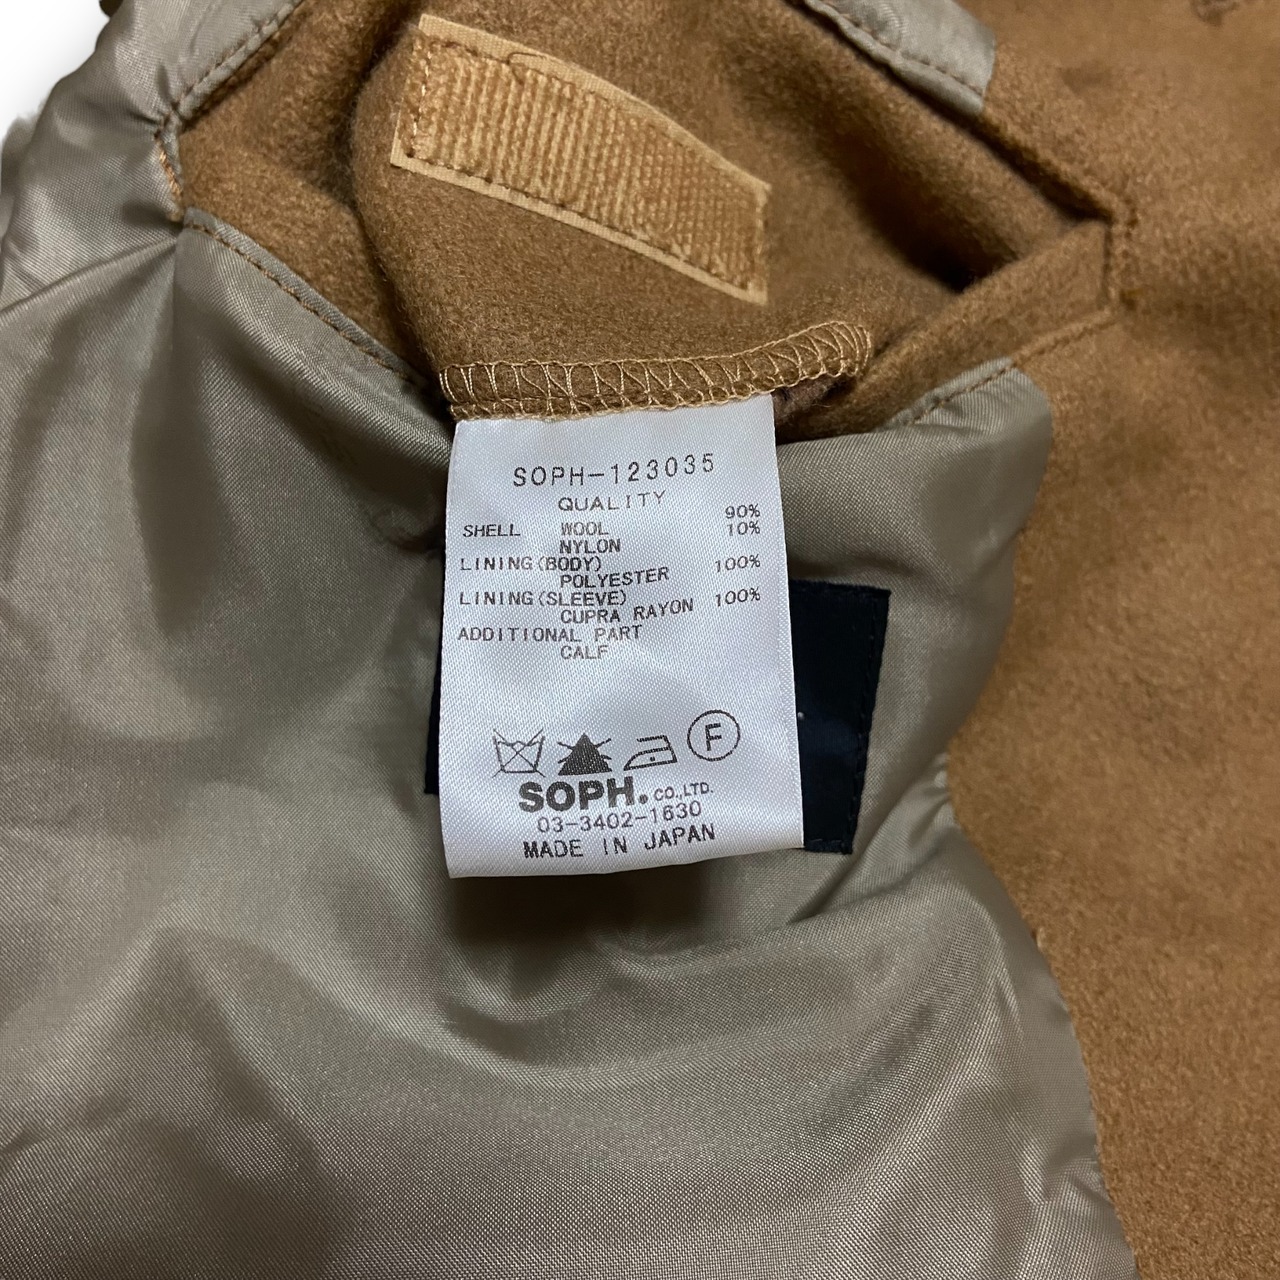 SOPH-123035
QUALITY
SHELL WOOL 90%
NYLON 10%
LINING(BODY)
POLYESTER 100%
LINING(SLEEVE)
CUPRA RAYON 100%
ADDITIONAL PART
CALF
F
SOPH. CO.,LTD.
03-3402-1630
MADE IN JAPAN